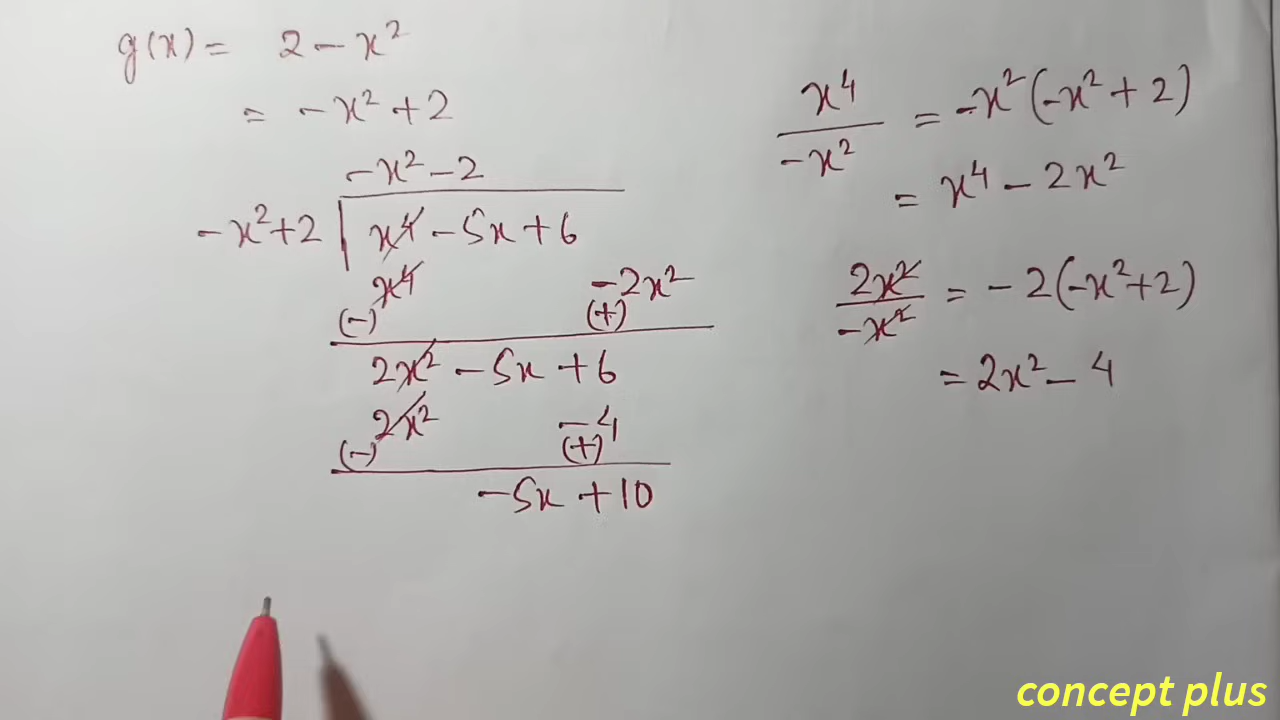 g(x) = 2 - x²
= -x² + 2
-x² - 2
-x² + 2 | x⁴ - 5x + 6
x⁴ - 2x²
(-) (+)
2x² - 5x + 6
2x² - 4
(-) (+)
-5x + 10
x⁴ / -x² = -x² (-x² + 2)
= x⁴ - 2x²
2x² / -x² = -2 (-x² + 2)
= 2x² - 4
concept plus